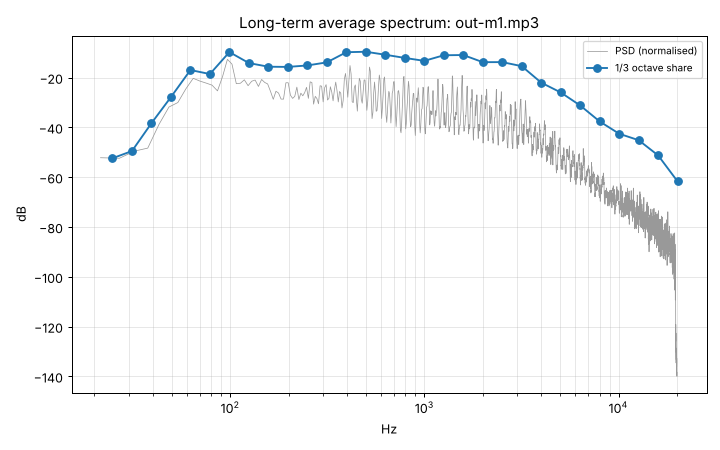 Long-term average spectrum: out-m1.mp3
PSD (normalised)
1/3 octave share
dB
−20
−40
−60
−80
−100
−120
−140
10²
10³
10⁴
Hz